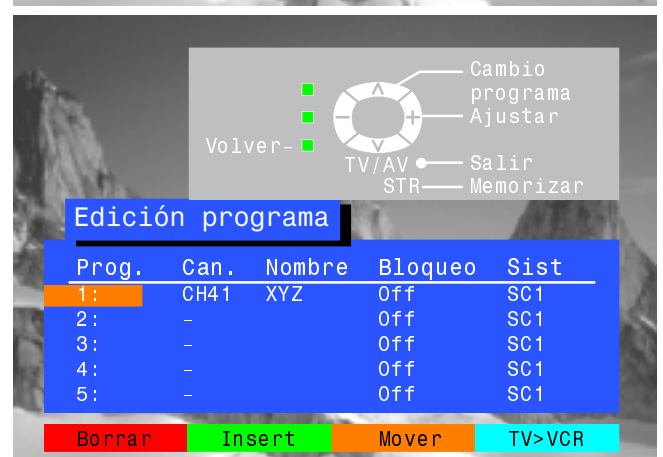 Cambio
programa
Ajustar
Volver
TV/AV Salir
STR Memorizar
Edición programa
Prog. Can. Nombre Bloqueo Sist
1: CH41 XYZ Off SC1
2: – Off SC1
3: – Off SC1
4: – Off SC1
5: – Off SC1
Borrar Insert Mover TV>VCR